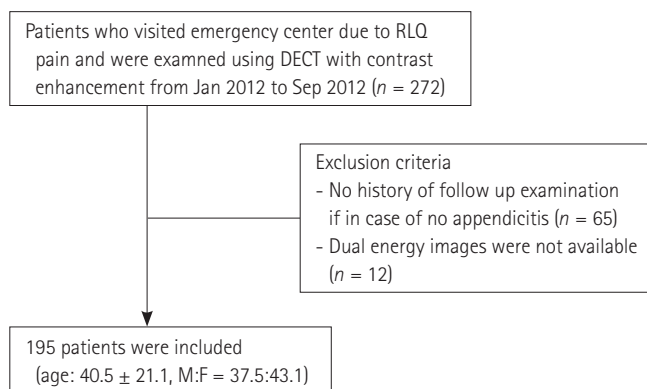 Patients who visited emergency center due to RLQ
pain and were examned using DECT with contrast
enhancement from Jan 2012 to Sep 2012 (n = 272)
Exclusion criteria
- No history of follow up examination
if in case of no appendicitis (n = 65)
- Dual energy images were not available
(n = 12)
195 patients were included
(age: 40.5 ± 21.1, M:F = 37.5:43.1)